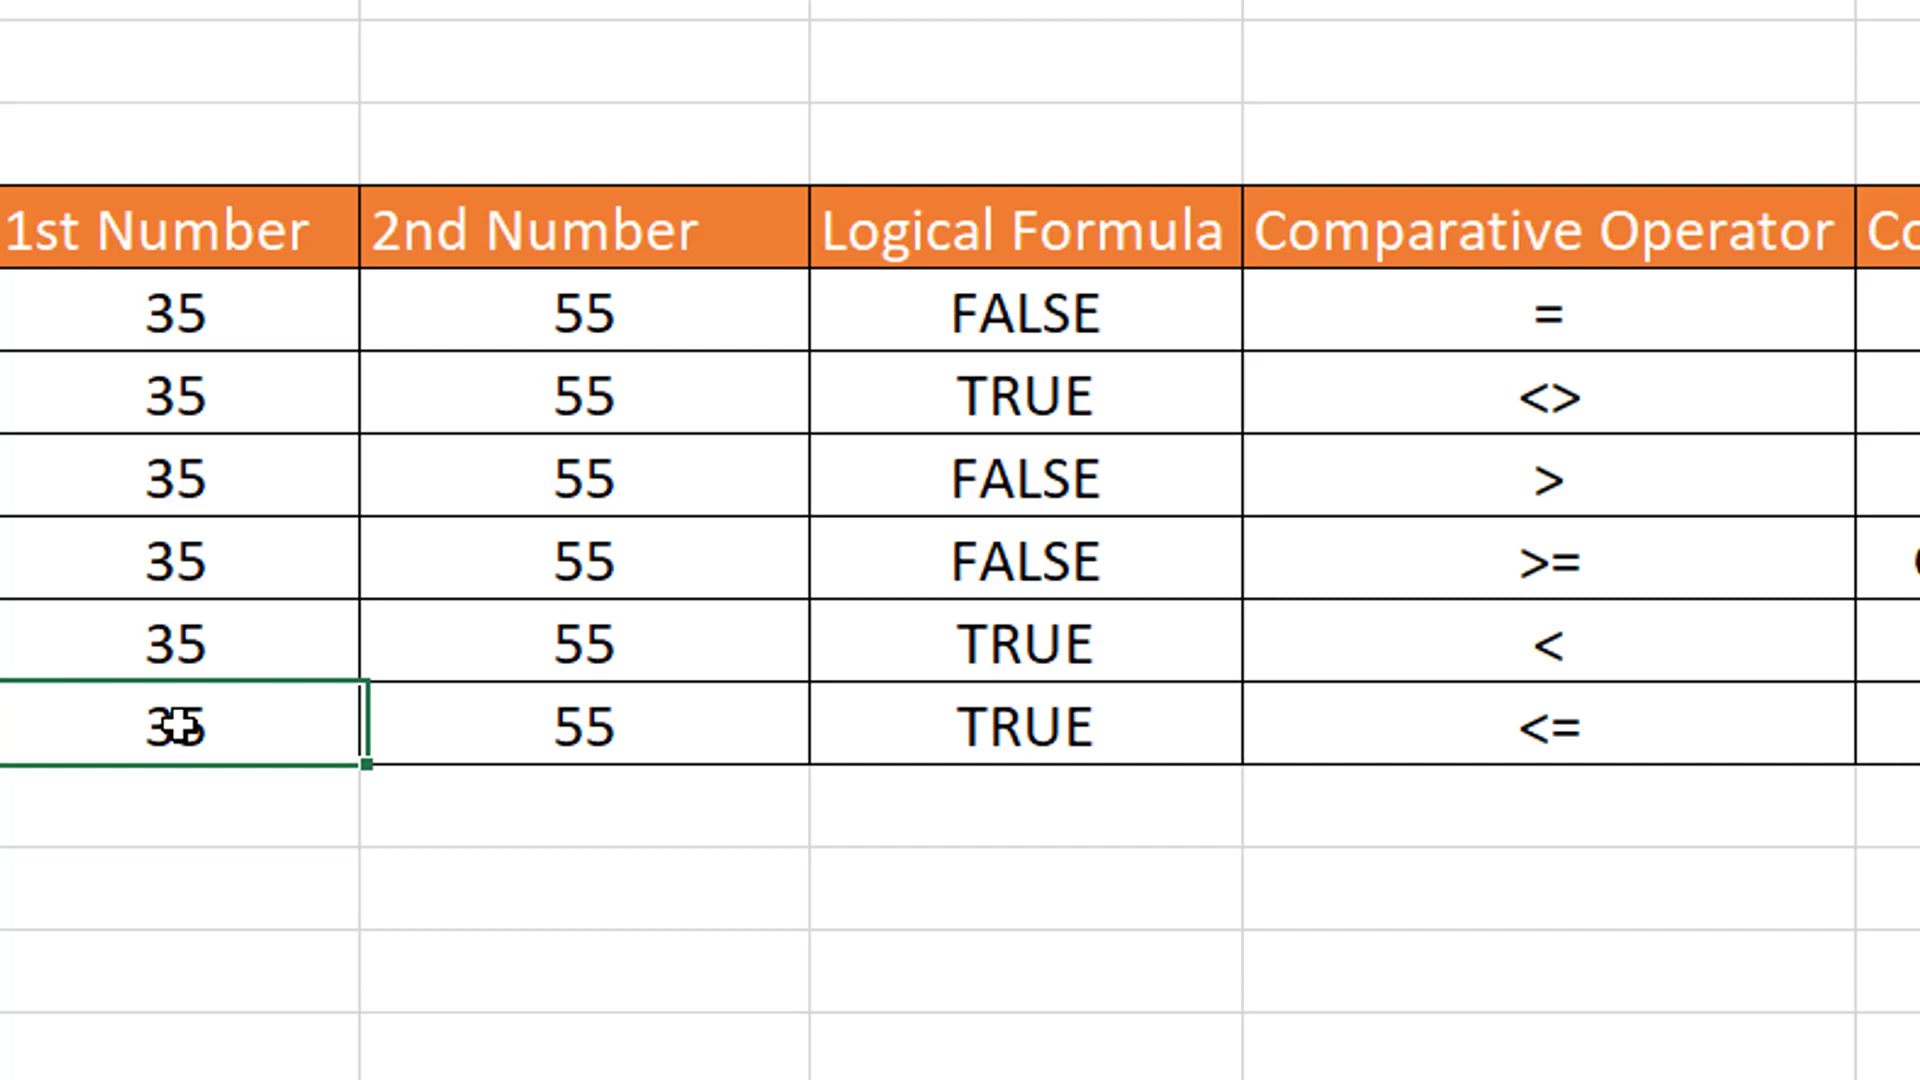 1st Number 2nd Number Logical Formula Comparative Operator
35 55 FALSE =
35 55 TRUE <>
35 55 FALSE >
35 55 FALSE >=
35 55 TRUE <
35 55 TRUE <=